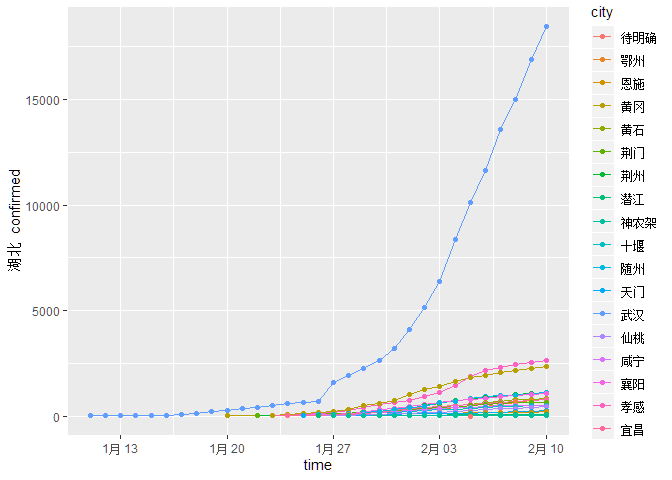 city
待明确
鄂州
恩施
黄冈
黄石
荆门
荆州
潜江
神农架
十堰
随州
天门
武汉
仙桃
咸宁
襄阳
孝感
宜昌
湖北 confirmed
15000
10000
5000
0
1月 13
1月 20
1月 27
2月 03
2月 10
time